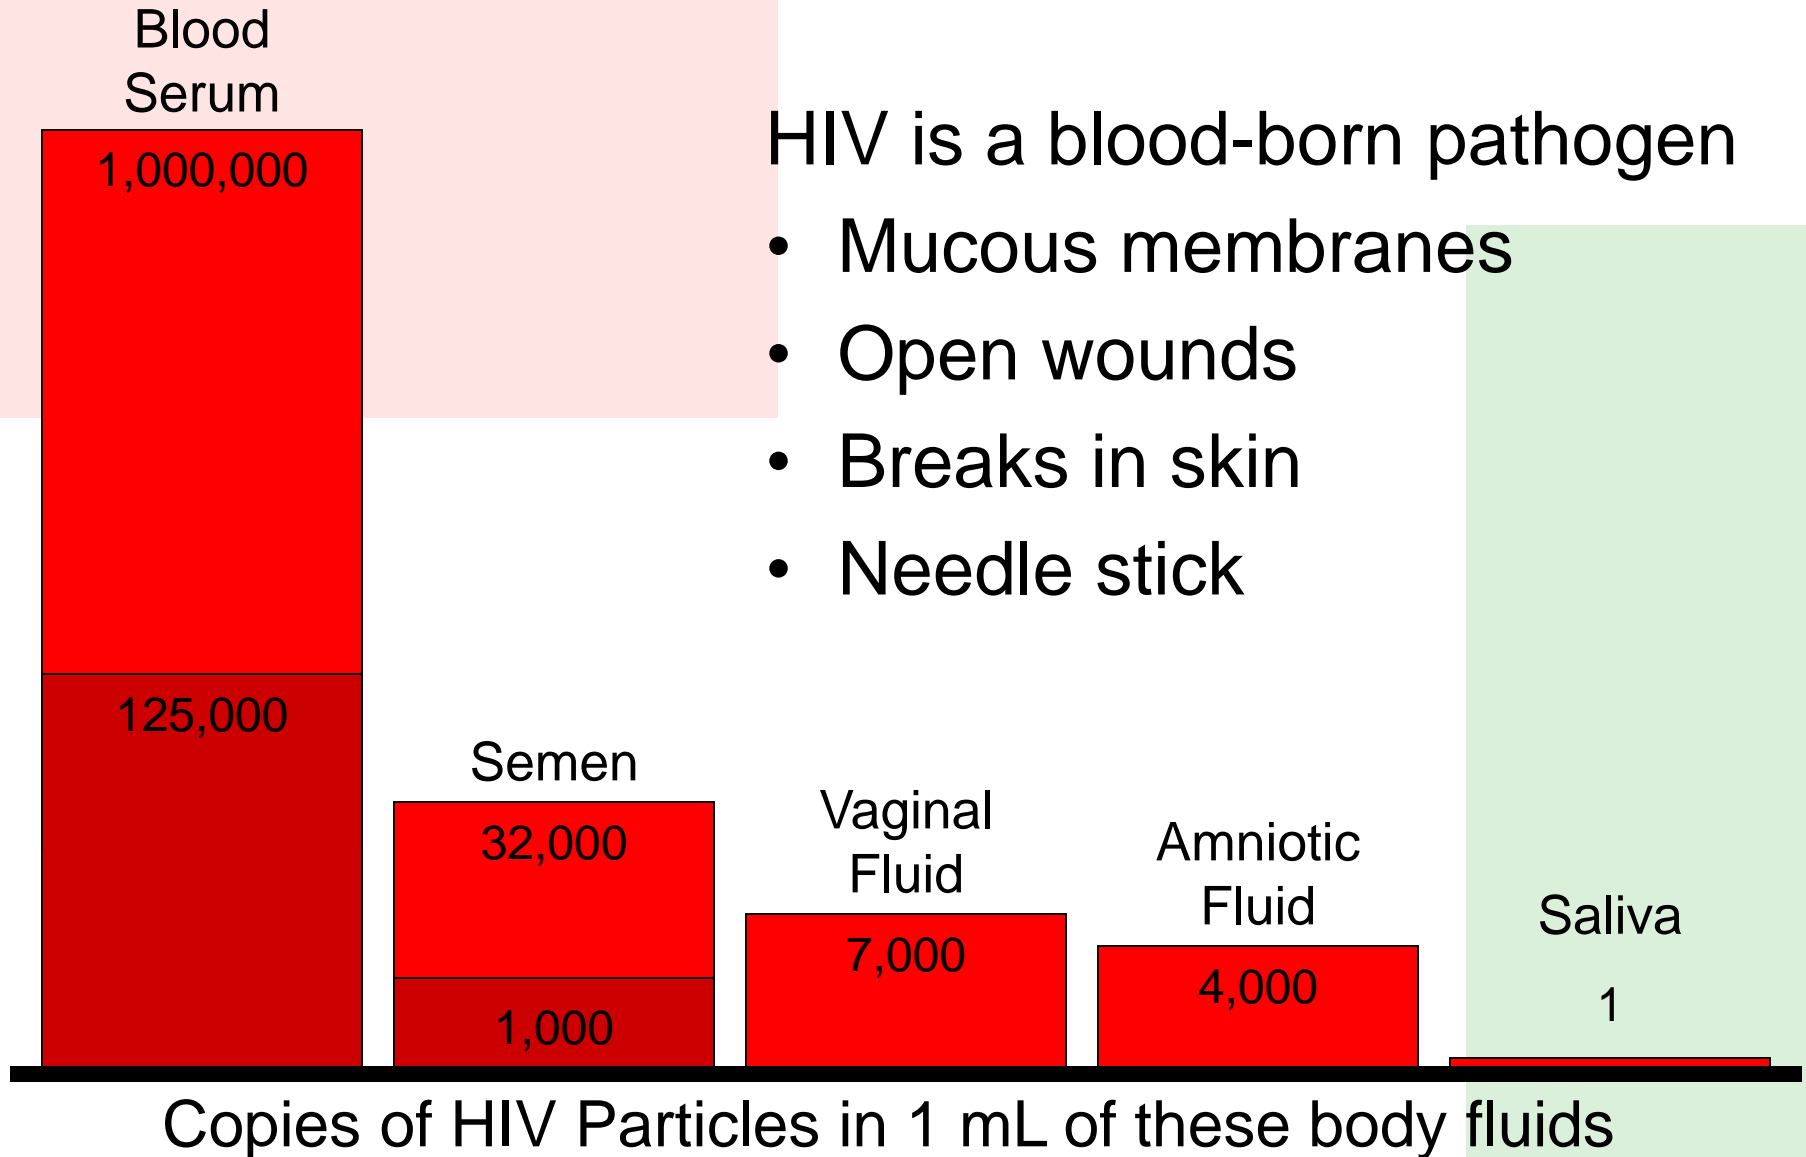 Blood
Serum
1,000,000
125,000
HIV is a blood-born pathogen
• Mucous membranes
• Open wounds
• Breaks in skin
• Needle stick
Semen
32,000
1,000
Vaginal
Fluid
7,000
Amniotic
Fluid
4,000
Saliva
1
Copies of HIV Particles in 1 mL of these body fluids